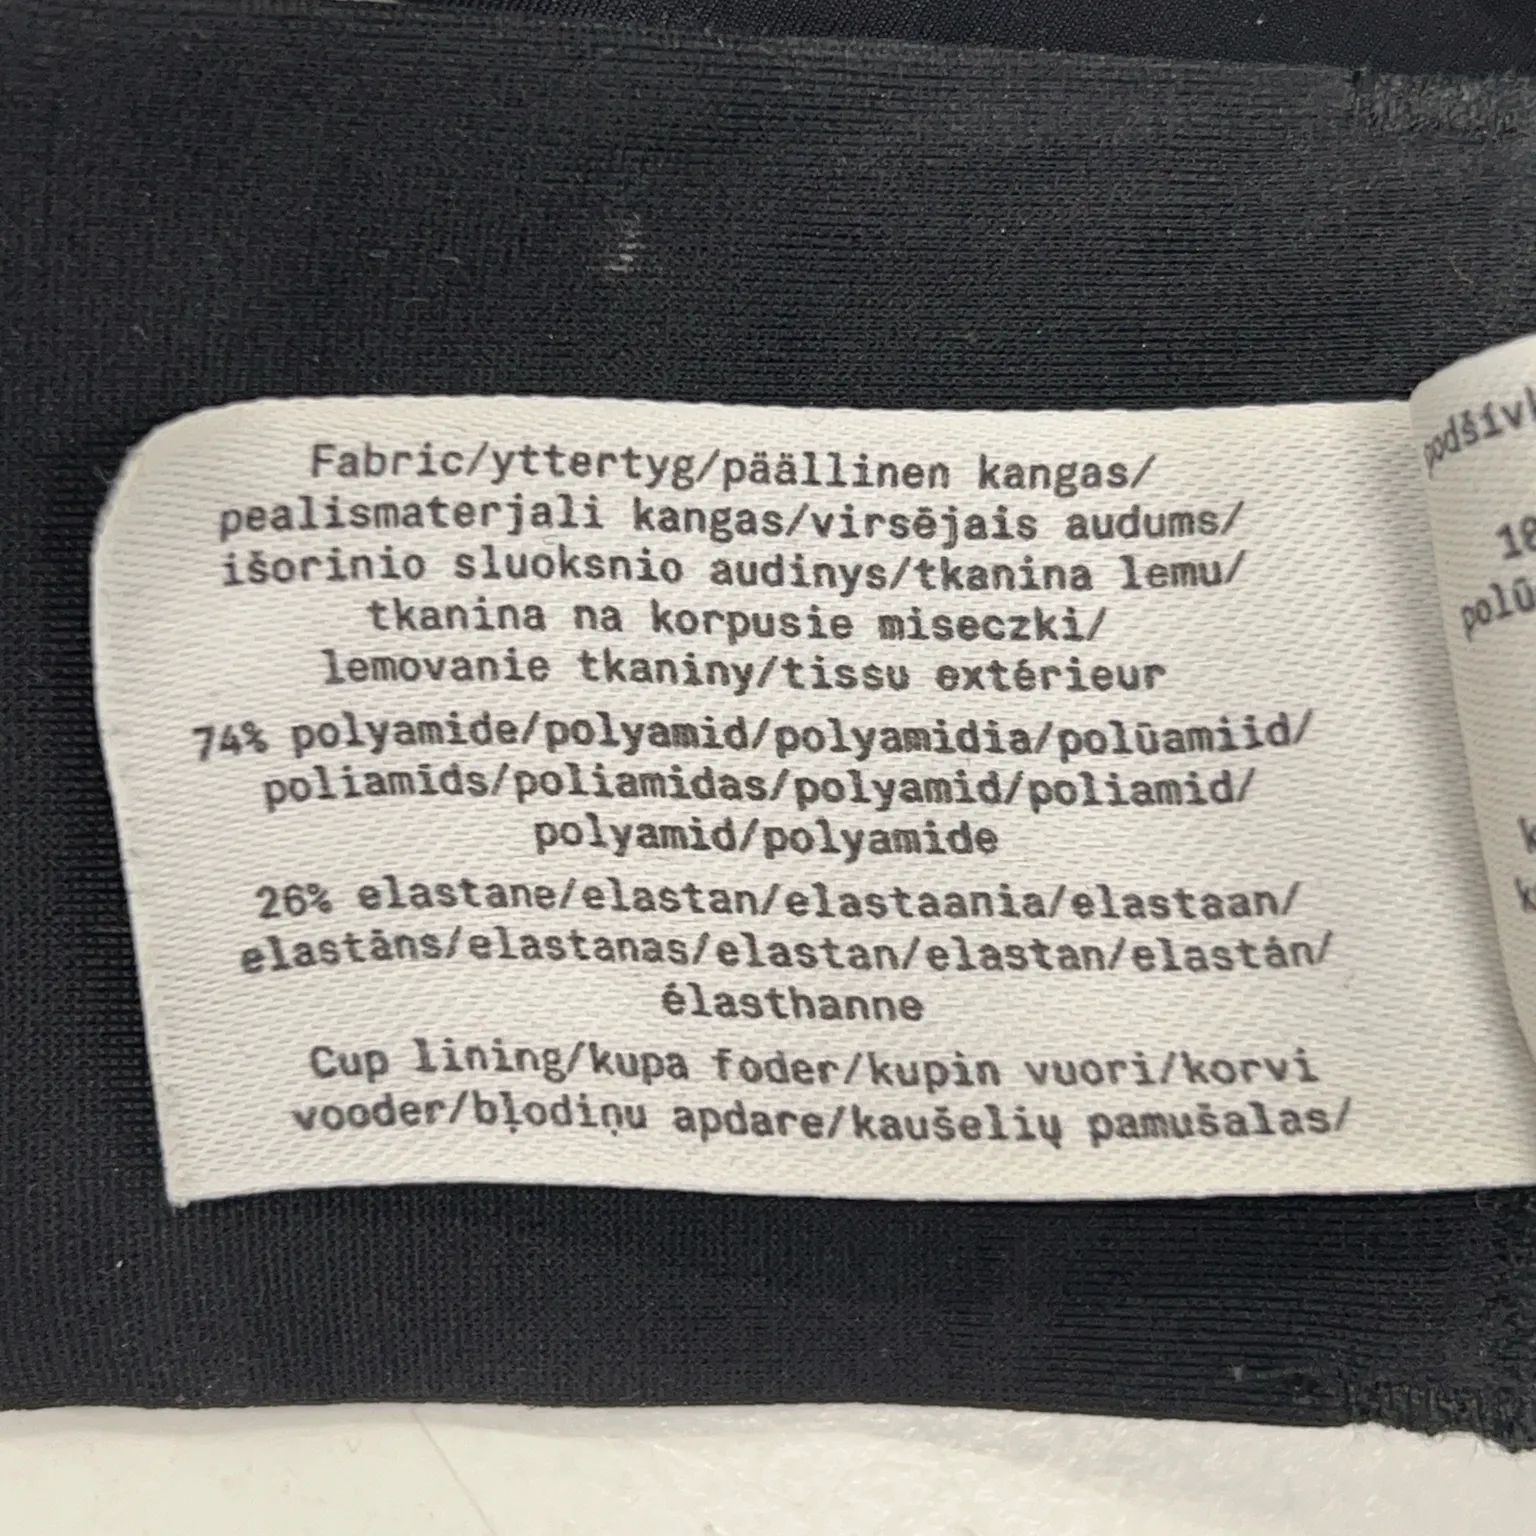 Fabric/yttertyg/päällinen kangas/
pealismaterjali kangas/virsējais audums/
išorinio sluoksnio audinys/tkanina lemu/
tkanina na korpusie miseczki/
lemovanie tkaniny/tissu extérieur
74% polyamide/polyamid/polyamidia/polüamiid/
poliamīds/poliamidas/polyamid/poliamid/
polyamid/polyamide
26% elastane/elastan/elastaania/elastaan/
elastāns/elastanas/elastan/elastan/elastán/
élasthanne
Cup lining/kupa foder/kupin vuori/korvi
vooder/bļodiņu apdare/kaušelių pamušalas/